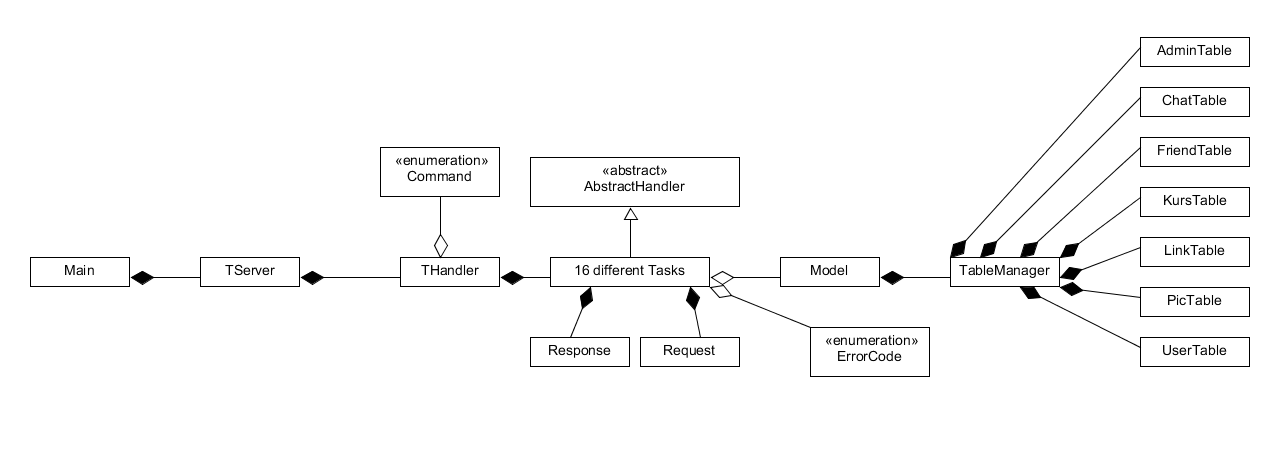 AdminTable
ChatTable
FriendTable
«enumeration»
Command
«abstract»
AbstractHandler
KursTable
LinkTable
Main
TServer
THandler
16 different Tasks
Model
TableManager
PicTable
Response
Request
«enumeration»
ErrorCode
UserTable